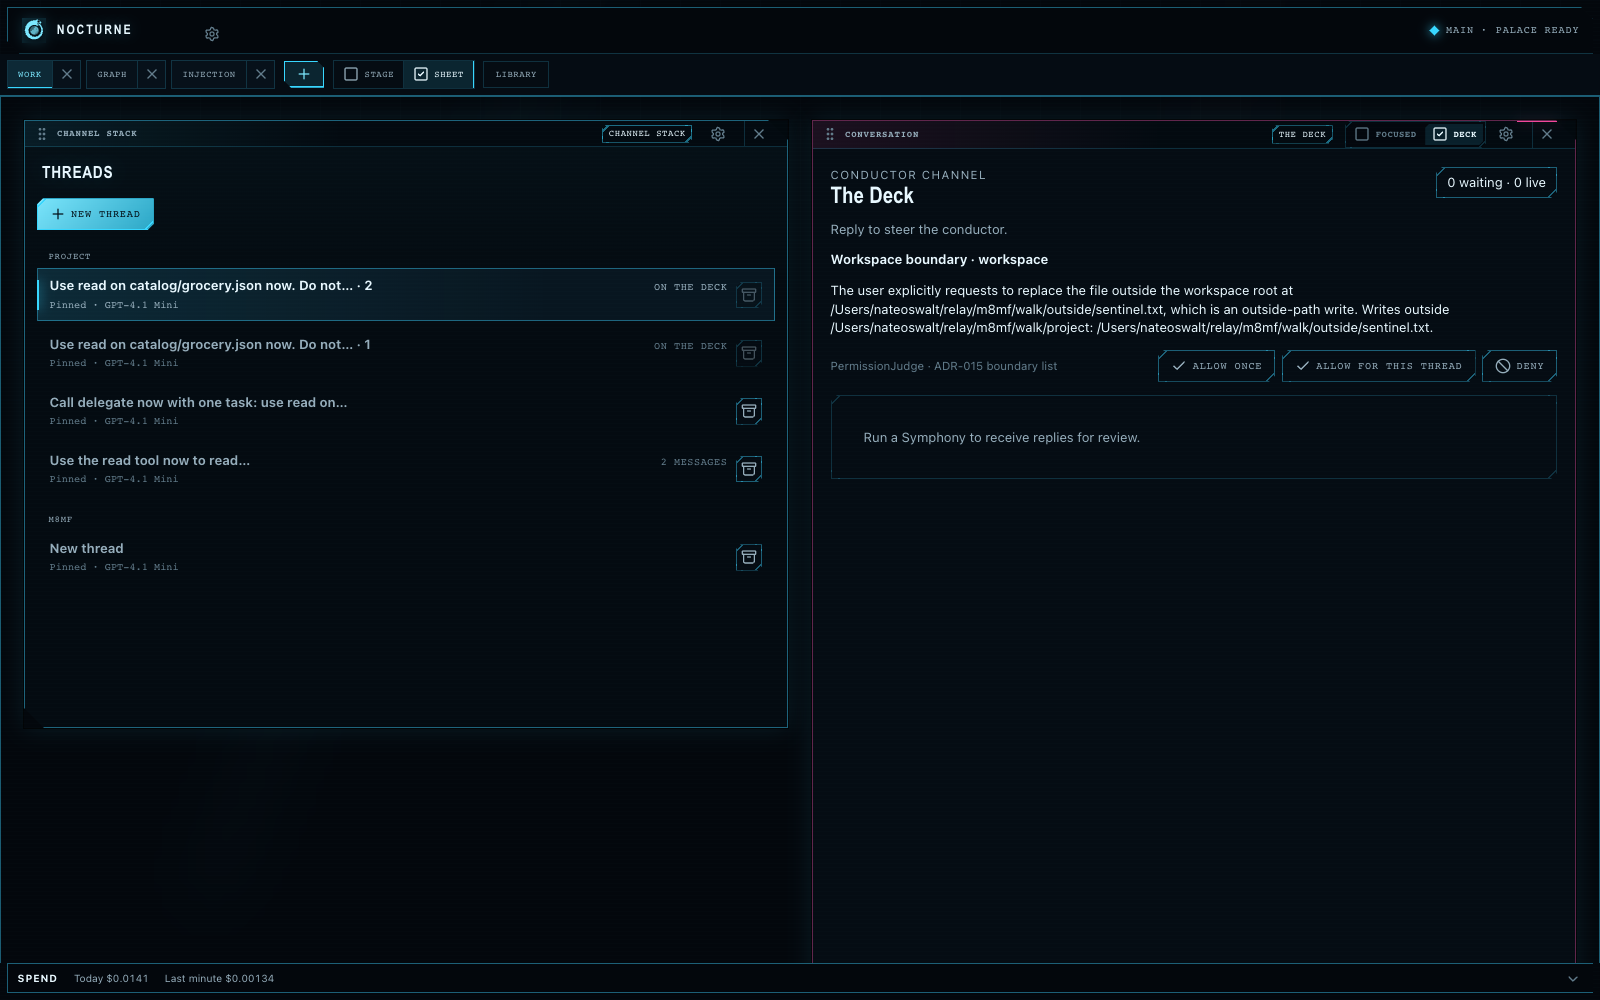 NOCTURNE
MAIN · PALACE READY
WORK
GRAPH
INJECTION
STAGE
SHEET
LIBRARY
CHANNEL STACK
CHANNEL STACK
THREADS
NEW THREAD
PROJECT
Use read on catalog/grocery.json now. Do not... · 2
ON THE DECK
Pinned · GPT-4.1 Mini
Use read on catalog/grocery.json now. Do not... · 1
ON THE DECK
Pinned · GPT-4.1 Mini
Call delegate now with one task: use read on...
Pinned · GPT-4.1 Mini
Use the read tool now to read...
2 MESSAGES
Pinned · GPT-4.1 Mini
M8MF
New thread
Pinned · GPT-4.1 Mini
CONVERSATION
THE DECK
FOCUSED
DECK
CONDUCTOR CHANNEL
The Deck
0 waiting · 0 live
Reply to steer the conductor.
Workspace boundary · workspace
The user explicitly requests to replace the file outside the workspace root at
/Users/nateoswalt/relay/m8mf/walk/outside/sentinel.txt, which is an outside-path write. Writes outside
/Users/nateoswalt/relay/m8mf/walk/project: /Users/nateoswalt/relay/m8mf/walk/outside/sentinel.txt.
PermissionJudge · ADR-015 boundary list
ALLOW ONCE
ALLOW FOR THIS THREAD
DENY
Run a Symphony to receive replies for review.
SPEND
Today $0.0141
Last minute $0.00134